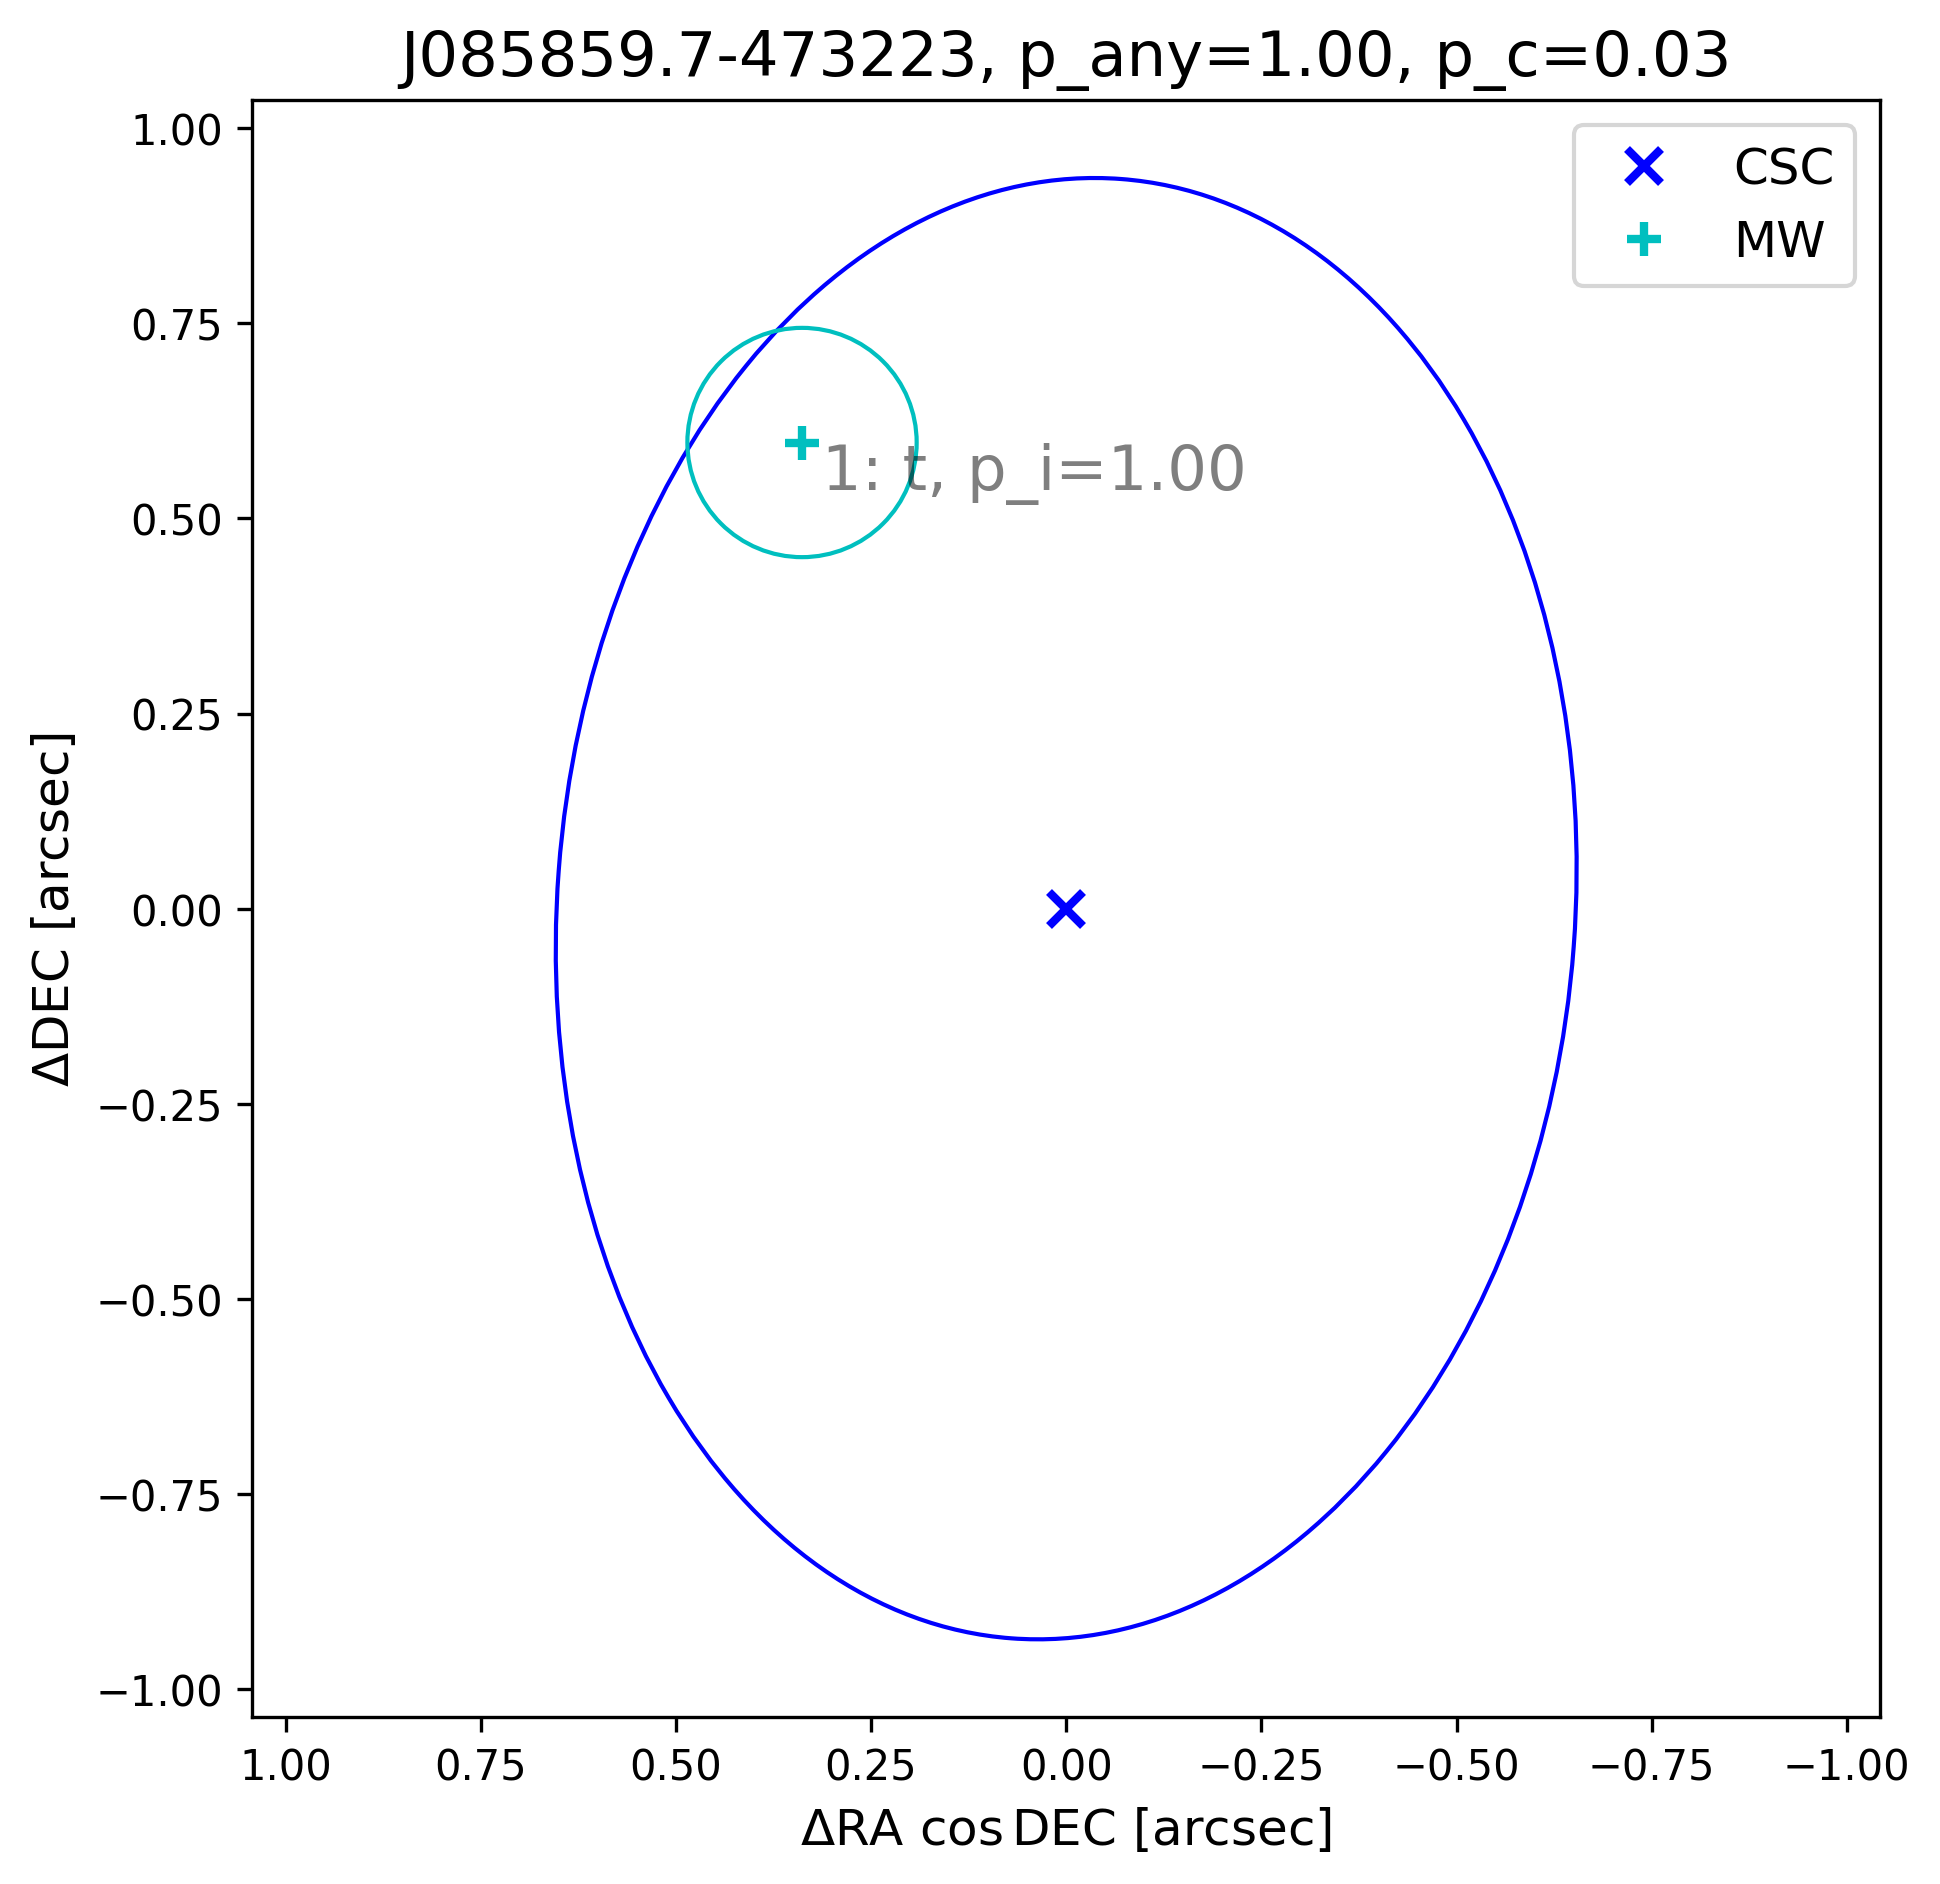 J085859.7-473223, p_any=1.00, p_c=0.03
CSC
MW
1: t, p_i=1.00
ΔDEC [arcsec]
1.00
0.75
0.50
0.25
0.00
−0.25
−0.50
−0.75
−1.00
1.00 0.75 0.50 0.25 0.00 −0.25 −0.50 −0.75 −1.00
ΔRA cos DEC [arcsec]